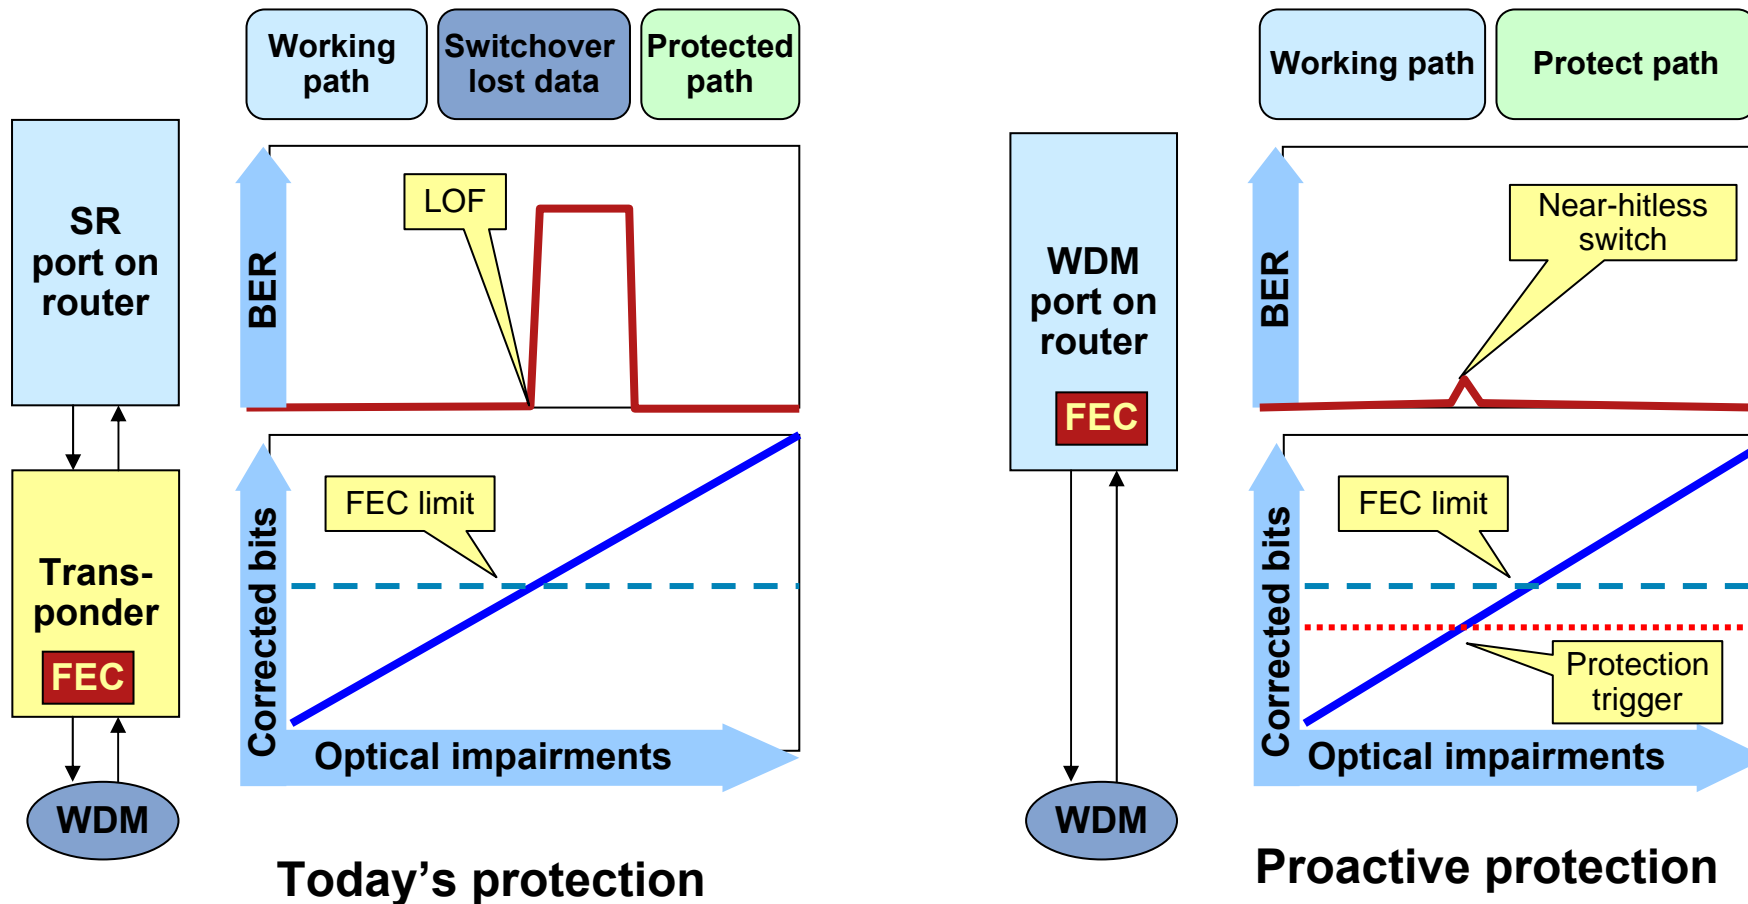 Working
path
Switchover
lost data
Protected
path
SR
port on
router
BER
LOF
Trans-
ponder
FEC
FEC limit
Corrected bits
Optical impairments
WDM
Today’s protection
Working path
Protect path
WDM
port on
router
FEC
BER
Near-hitless
switch
FEC limit
Corrected bits
Protection
trigger
Optical impairments
WDM
Proactive protection